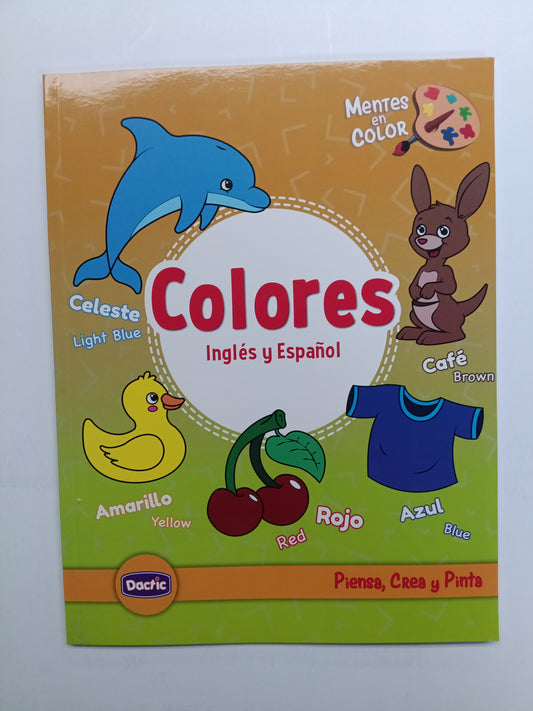 Mentes
en
Color
Colores
Inglés y Español
Celeste
Light Blue
Café
Brown
Amarillo
Yellow
Rojo
Red
Azul
Blue
Dactic
Piensa, Crea y Pinta